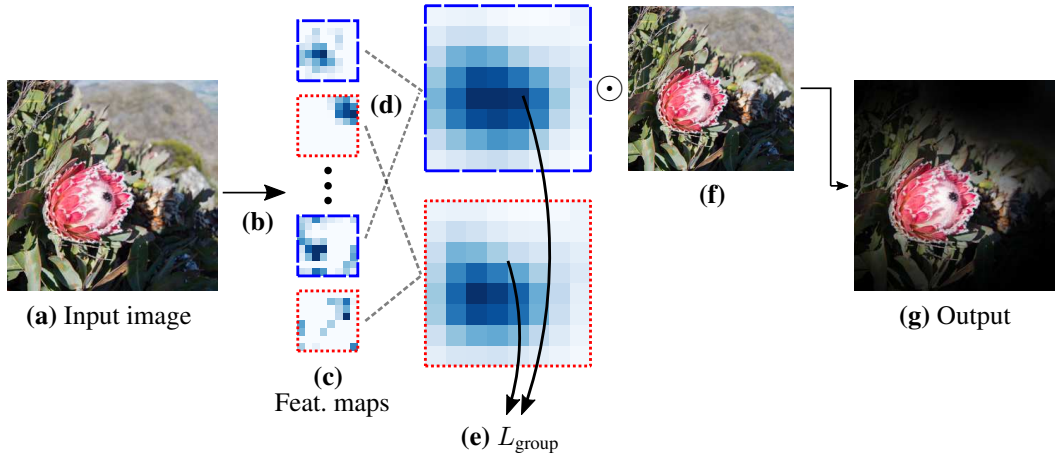 (d)
(b)
(f)
(a) Input image
(g) Output
(c)
Feat. maps
(e) L_group